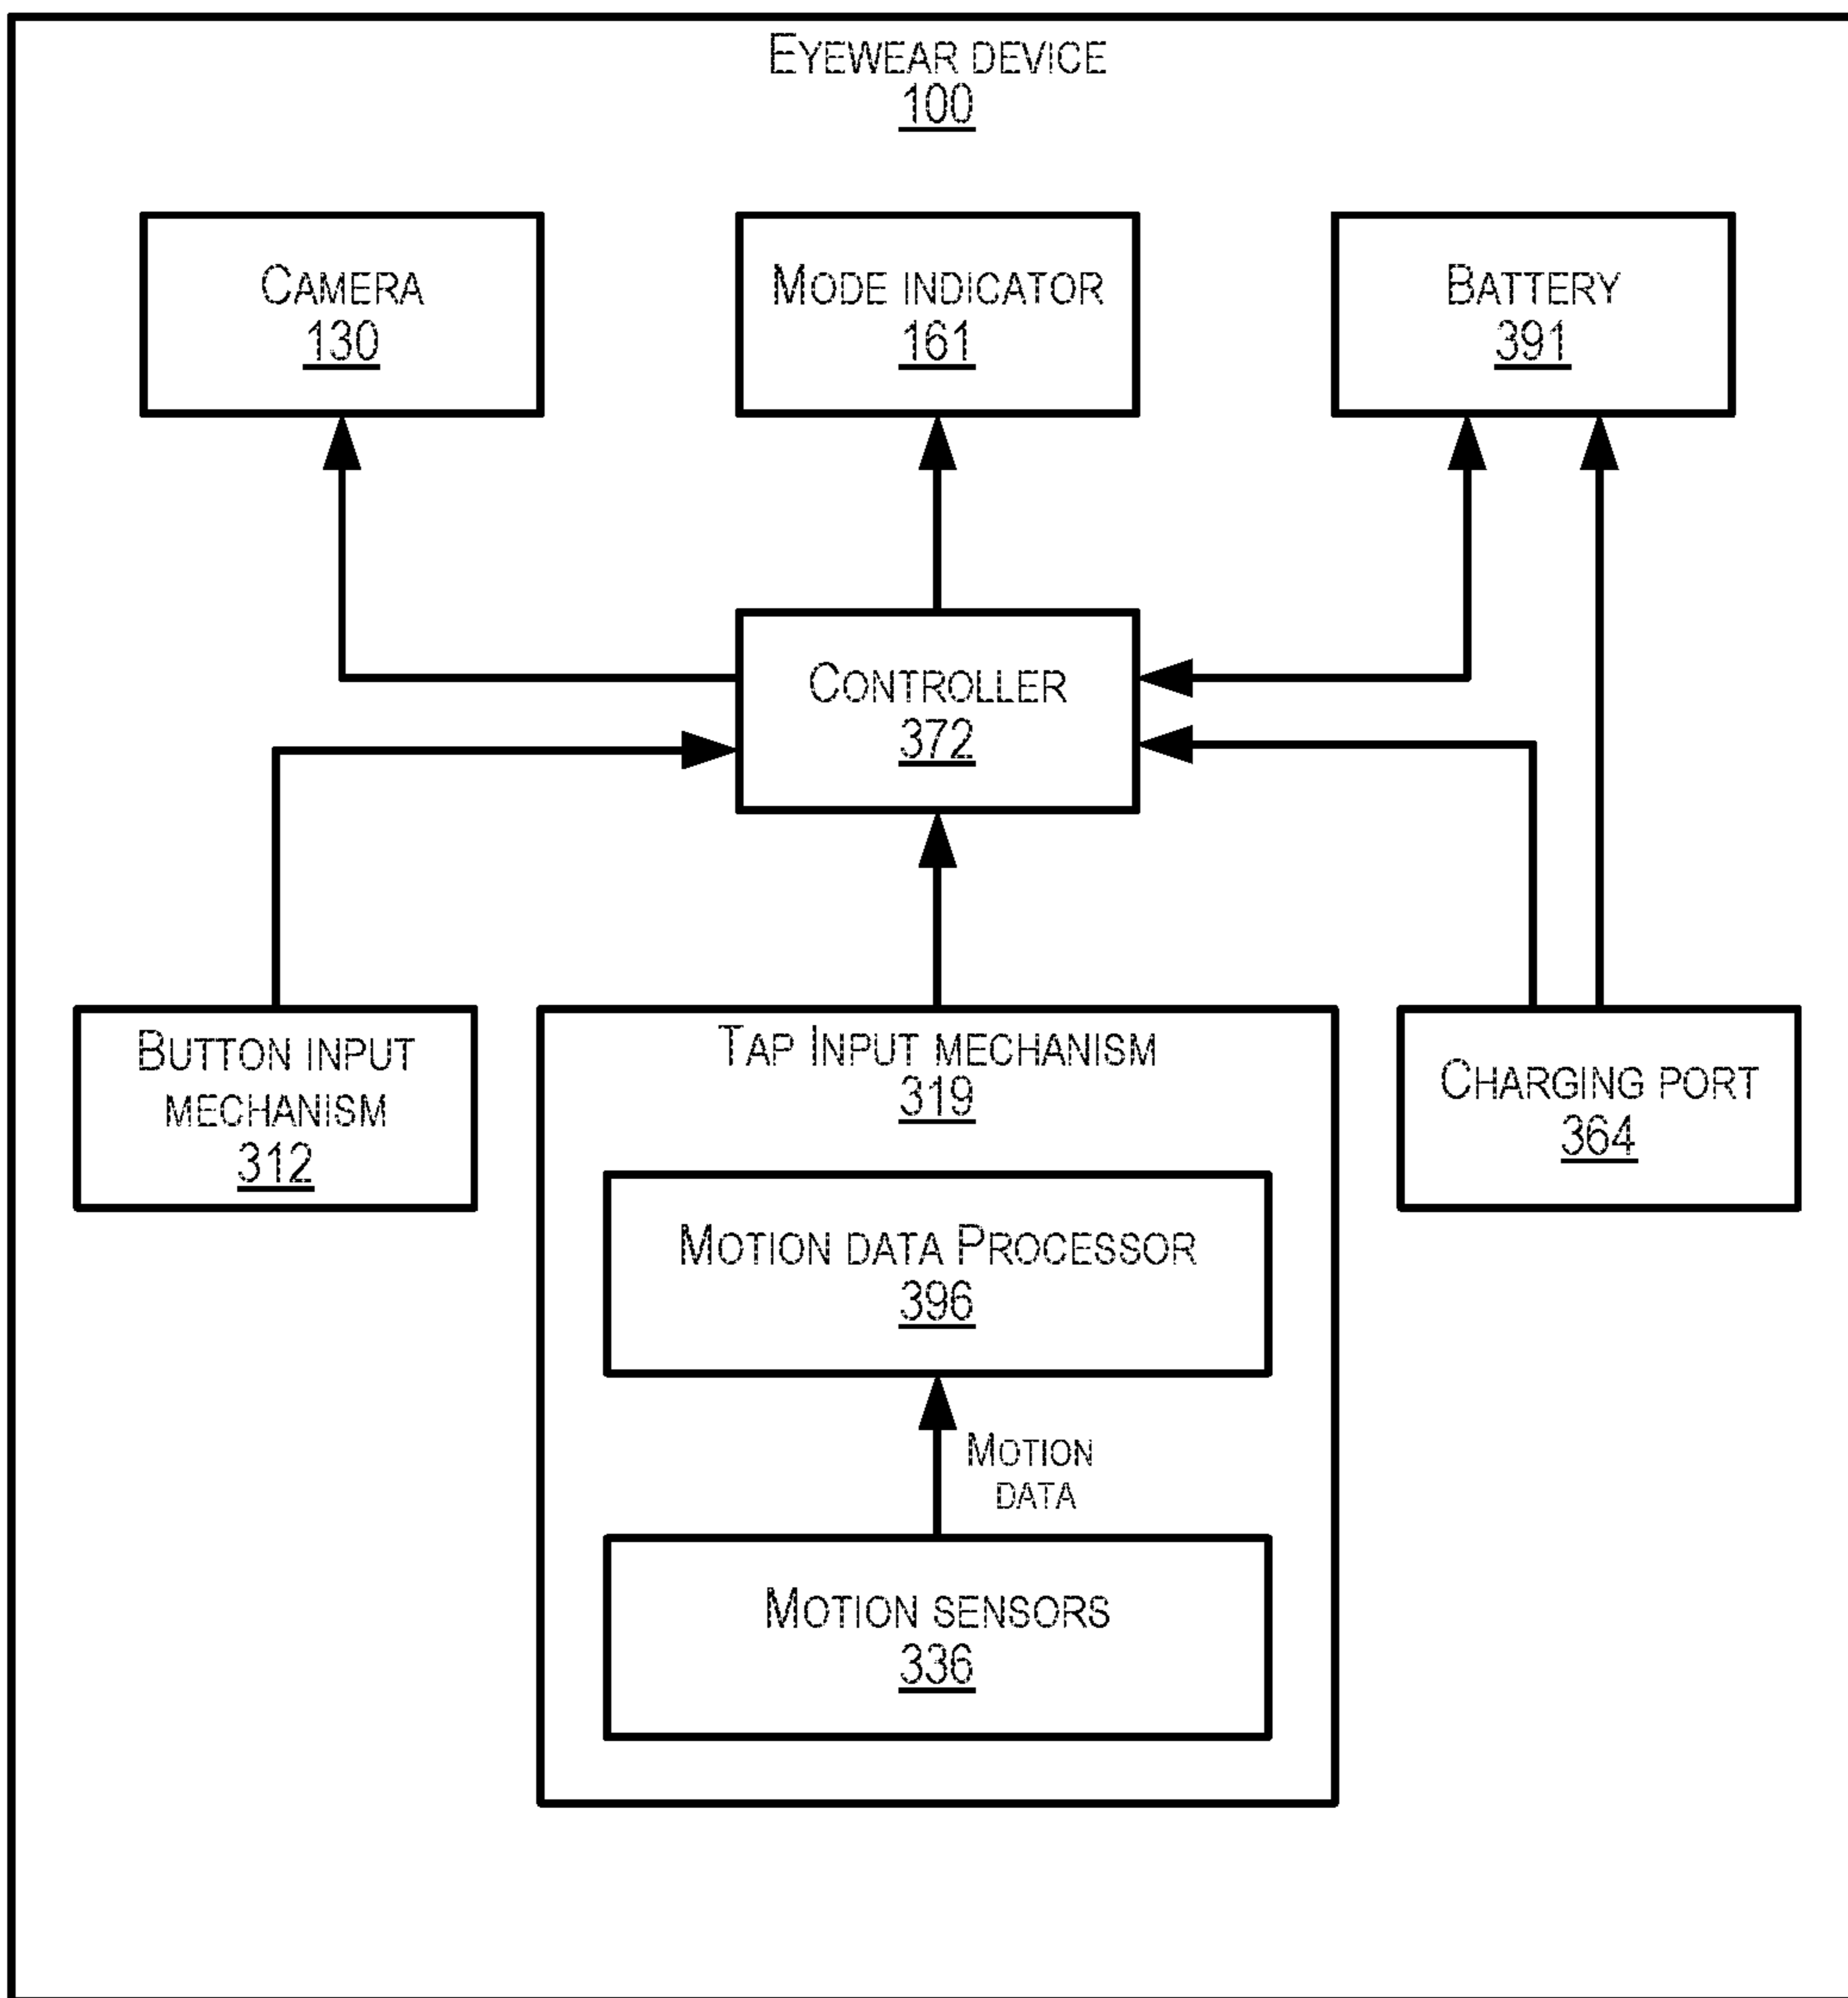 EYEWEAR DEVICE
100
CAMERA
130
MODE INDICATOR
161
BATTERY
391
CONTROLLER
372
BUTTON INPUT
MECHANISM
312
TAP INPUT MECHANISM
319
CHARGING PORT
364
MOTION DATA PROCESSOR
396
MOTION
DATA
MOTION SENSORS
336